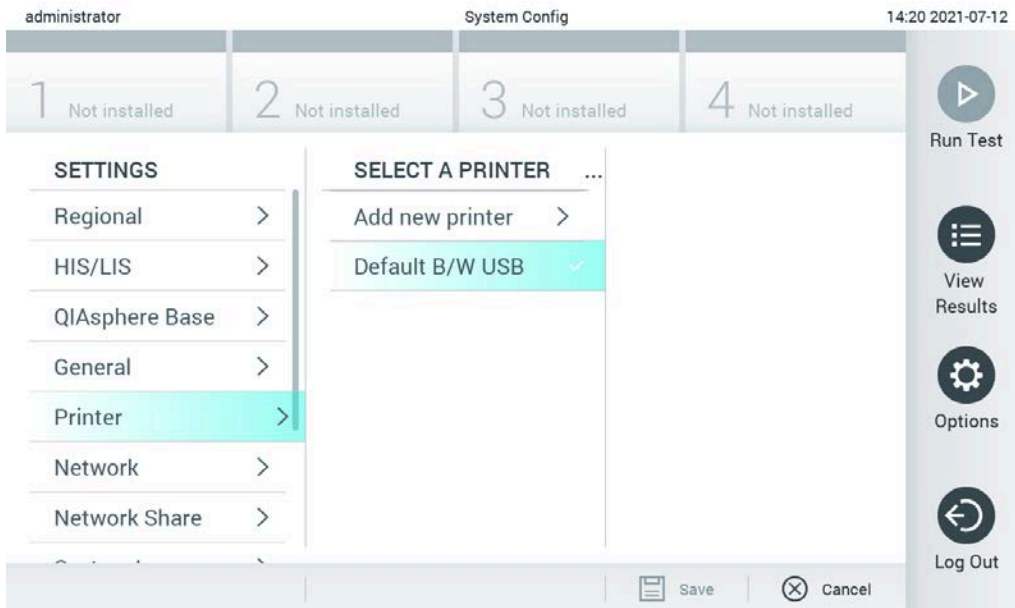 administrator System Config 14:20 2021-07-12
1 Not installed 2 Not installed 3 Not installed 4 Not installed
Run Test
SETTINGS
Regional
HIS/LIS
QIAsphere Base
General
Printer
Network
Network Share
SELECT A PRINTER ...
Add new printer
Default B/W USB
View
Results
Options
Log Out
Save Cancel